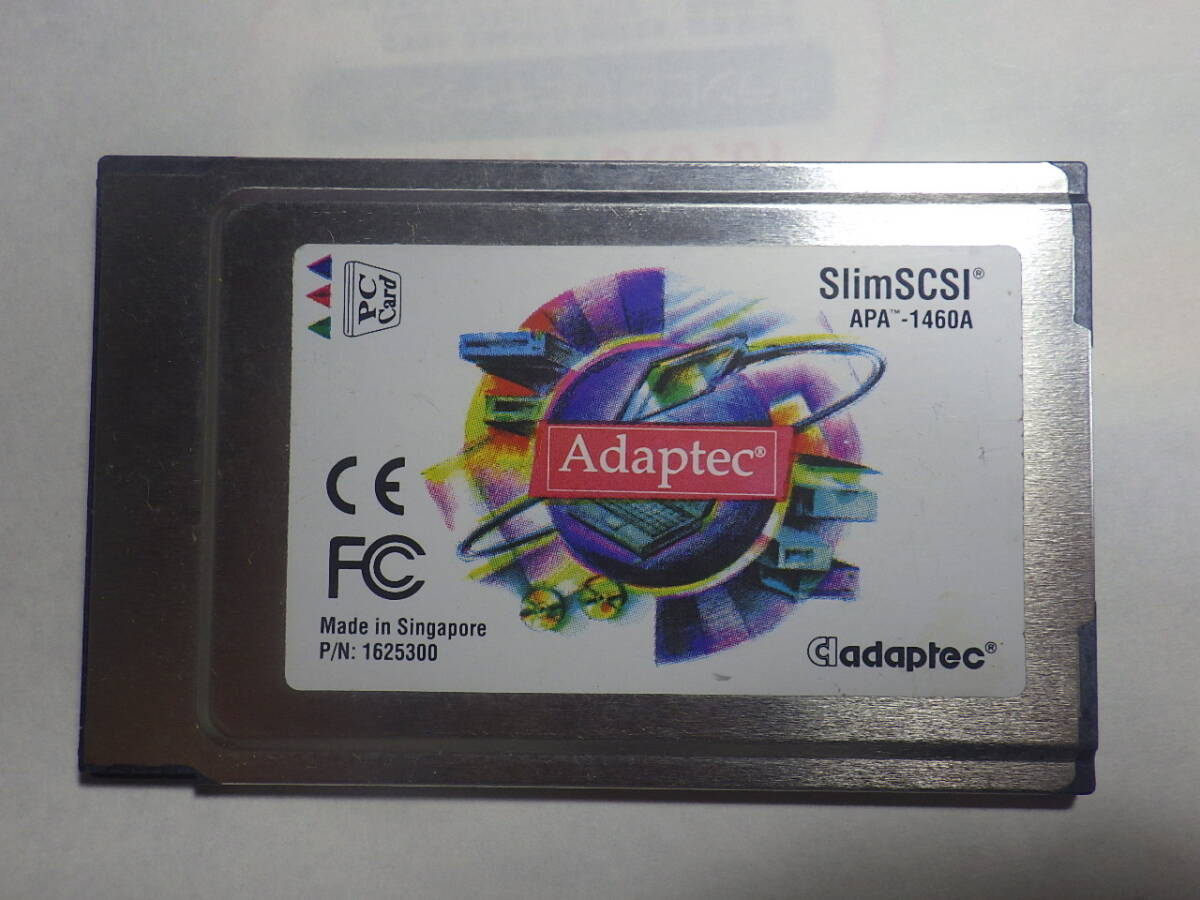 PC
Card
SlimSCSI®
APA™-1460A
Adaptec®
CE
FC
Made in Singapore
P/N: 1625300
adaptec®